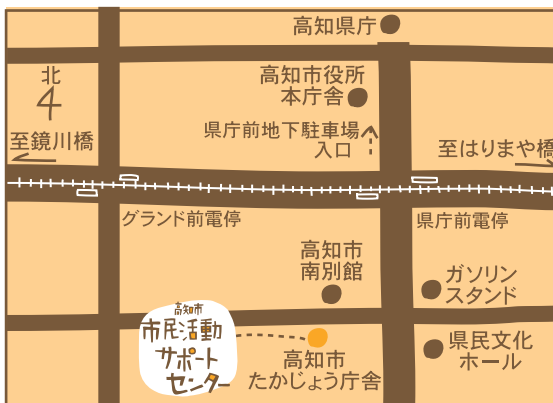 高知県庁
北
高知市役所
本庁舎
県庁前地下駐車場
入口
至鏡川橋
至はりまや橋
グランド前電停
県庁前電停
高知市
南別館
ガソリン
スタンド
高知市
市民活動
サポート
センター
高知市
たかじょう庁舎
県民文化
ホール